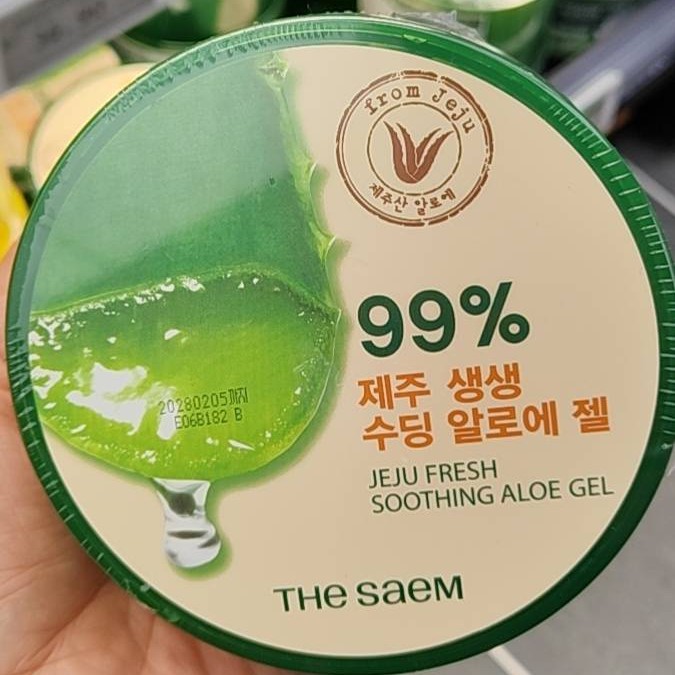 from Jeju
제주산 알로에
99%
제주 생생
수딩 알로에 젤
JEJU FRESH
SOOTHING ALOE GEL
20280205까지
E06B182 B
THE SAEM